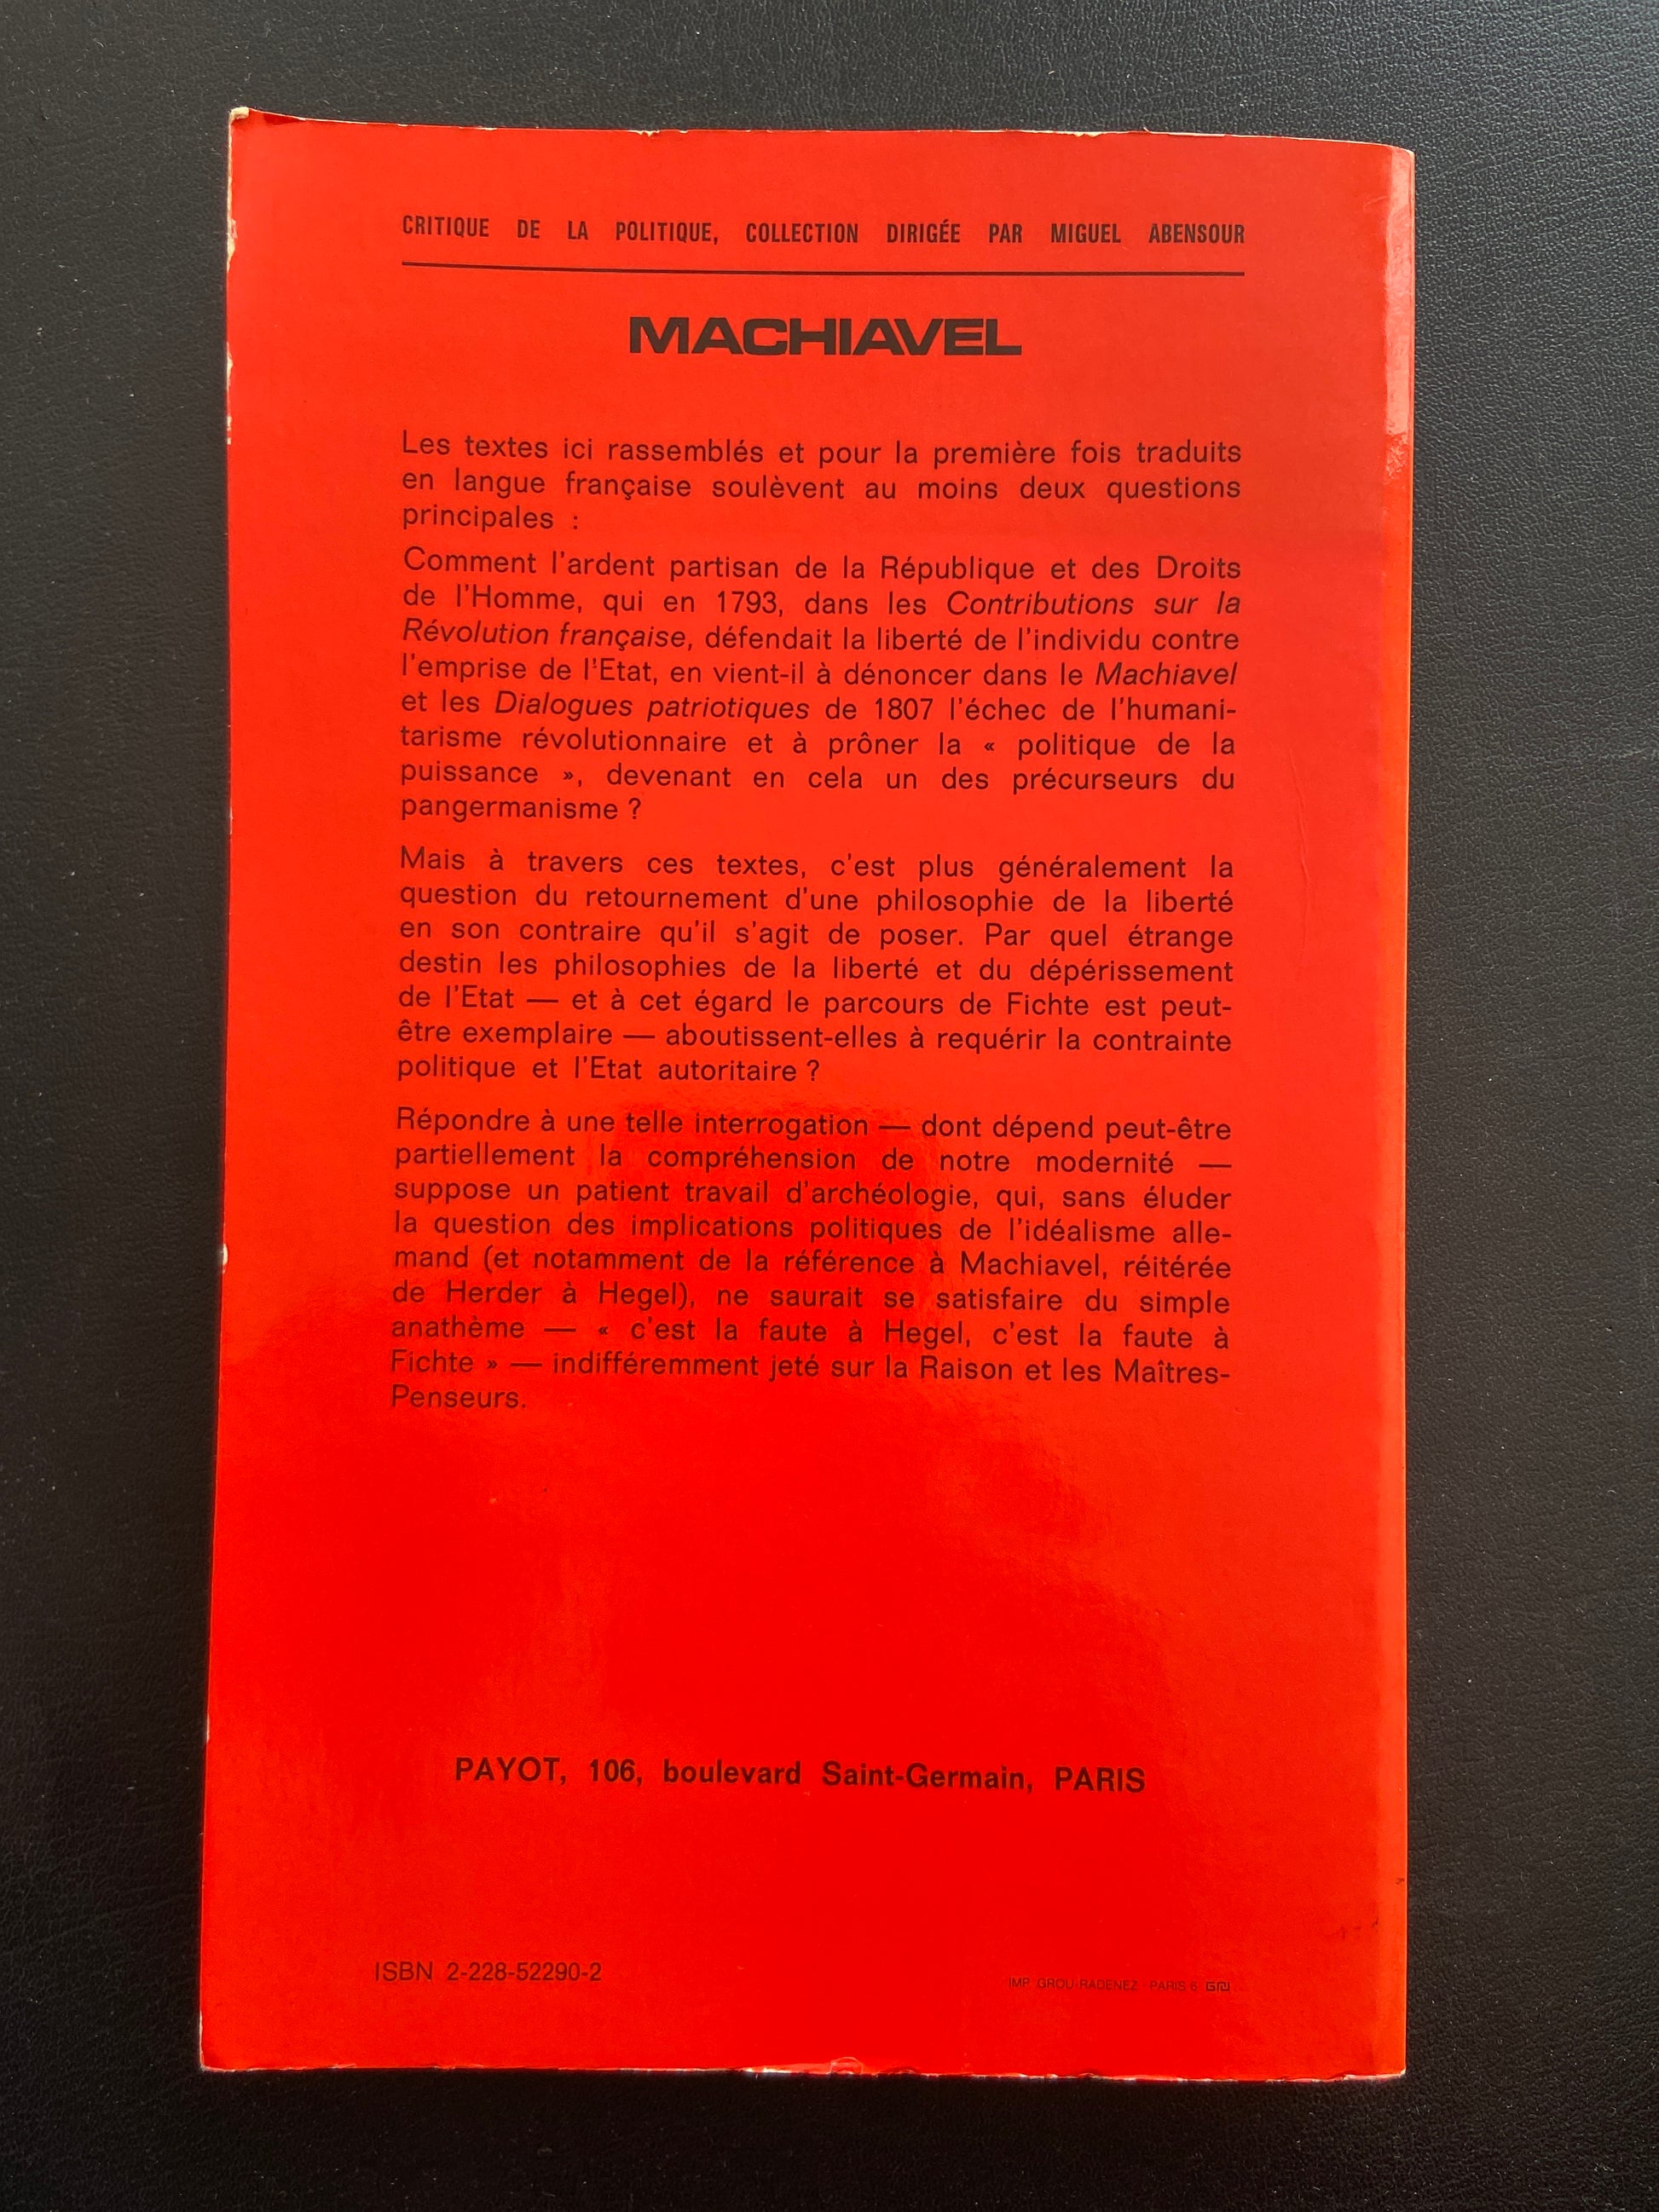 CRITIQUE DE LA POLITIQUE, COLLECTION DIRIGÉE PAR MIGUEL ABENSOUR
MACHIAVEL
Les textes ici rassemblés et pour la première fois traduits
en langue française soulèvent au moins deux questions
principales :
Comment l'ardent partisan de la République et des Droits
de l'Homme, qui en 1793, dans les Contributions sur la
Révolution française, défendait la liberté de l'individu contre
l'emprise de l'Etat, en vient-il à dénoncer dans le Machiavel
et les Dialogues patriotiques de 1807 l'échec de l'humani-
tarisme révolutionnaire et à prôner la « politique de la
puissance », devenant en cela un des précurseurs du
pangermanisme ?
Mais à travers ces textes, c'est plus généralement la
question du retournement d'une philosophie de la liberté
en son contraire qu'il s'agit de poser. Par quel étrange
destin les philosophies de la liberté et du dépérissement
de l'Etat — et à cet égard le parcours de Fichte est peut-
être exemplaire — aboutissent-elles à requérir la contrainte
politique et l'Etat autoritaire ?
Répondre à une telle interrogation — dont dépend peut-être
partiellement la compréhension de notre modernité —
suppose un patient travail d'archéologie, qui, sans éluder
la question des implications politiques de l'idéalisme alle-
mand (et notamment de la référence à Machiavel, réitérée
de Herder à Hegel), ne saurait se satisfaire du simple
anathème — « c'est la faute à Hegel, c'est la faute à
Fichte » — indifféremment jeté sur la Raison et les Maîtres-
Penseurs.
PAYOT, 106, boulevard Saint-Germain, PARIS
ISBN 2-228-52290-2
IMP. GROU-RADENEZ - PARIS 6